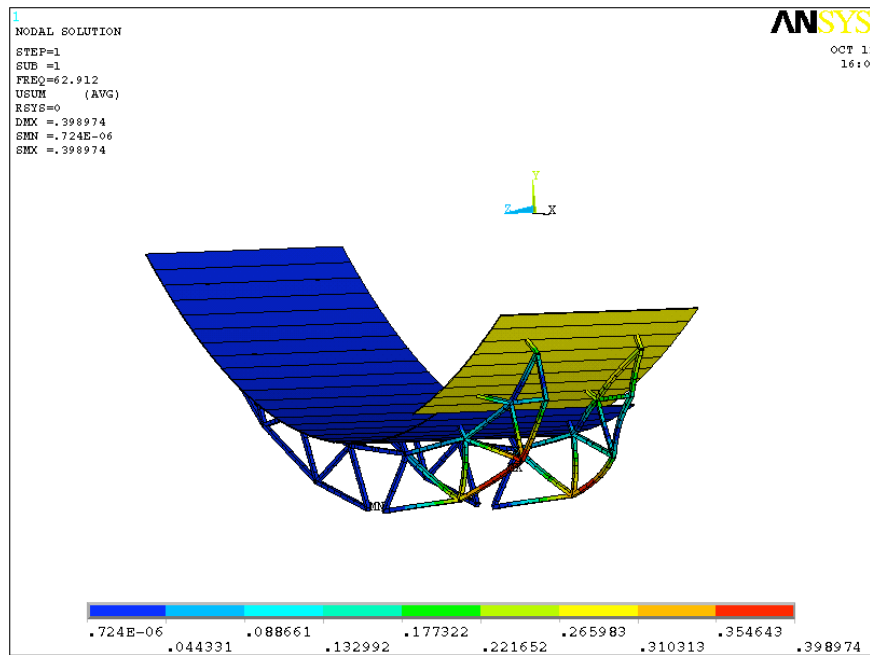 1
NODAL SOLUTION
STEP=1
SUB =1
FREQ=62.912
USUM (AVG)
RSYS=0
DMX =.398974
SMN =.724E-06
SMX =.398974
ANSYS
OCT 1
16:0
Y
Z X
MN
.724E-06 .088661 .177322 .265983 .354643
.044331 .132992 .221652 .310313 .398974